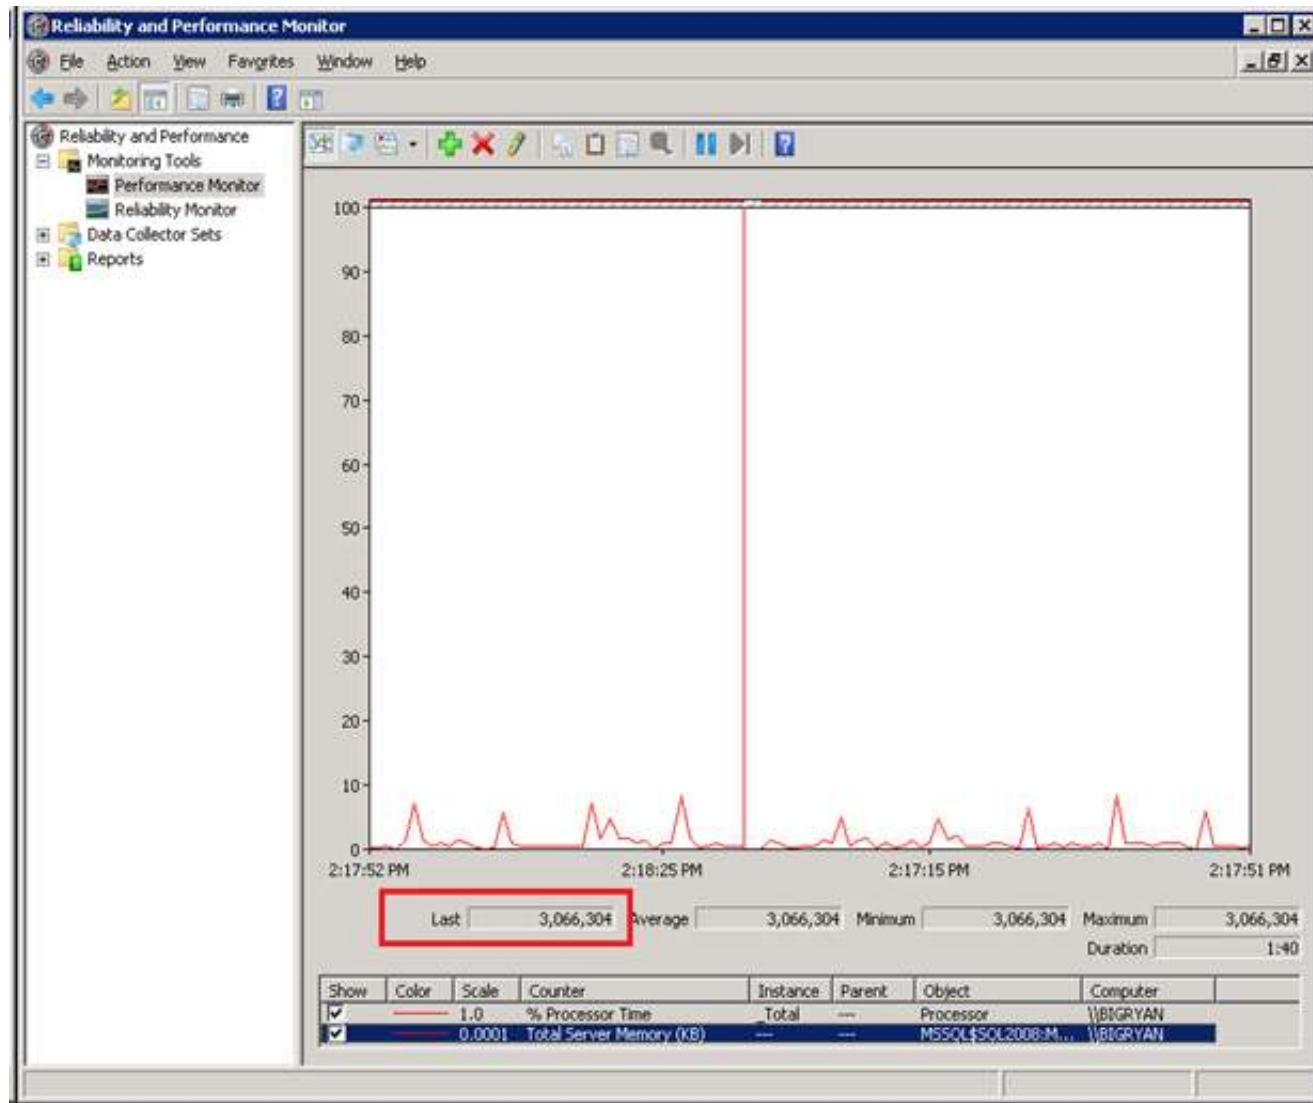 Reliability and Performance Monitor
File Action View Favorites Window Help
Reliability and Performance
Monitoring Tools
Performance Monitor
Reliability Monitor
Data Collector Sets
Reports
100
90
80
70
60
50
40
30
20
10
0
2:17:52 PM 2:18:25 PM 2:17:15 PM 2:17:51 PM
Last 3,066,304 Average 3,066,304 Minimum 3,066,304 Maximum 3,066,304
Duration 1:40
Show Color Scale Counter Instance Parent Object Computer
1.0 % Processor Time _Total --- Processor \\BIGRYAN
0.0001 Total Server Memory (KB) --- --- MSSQL$SQL2008:M... \\BIGRYAN